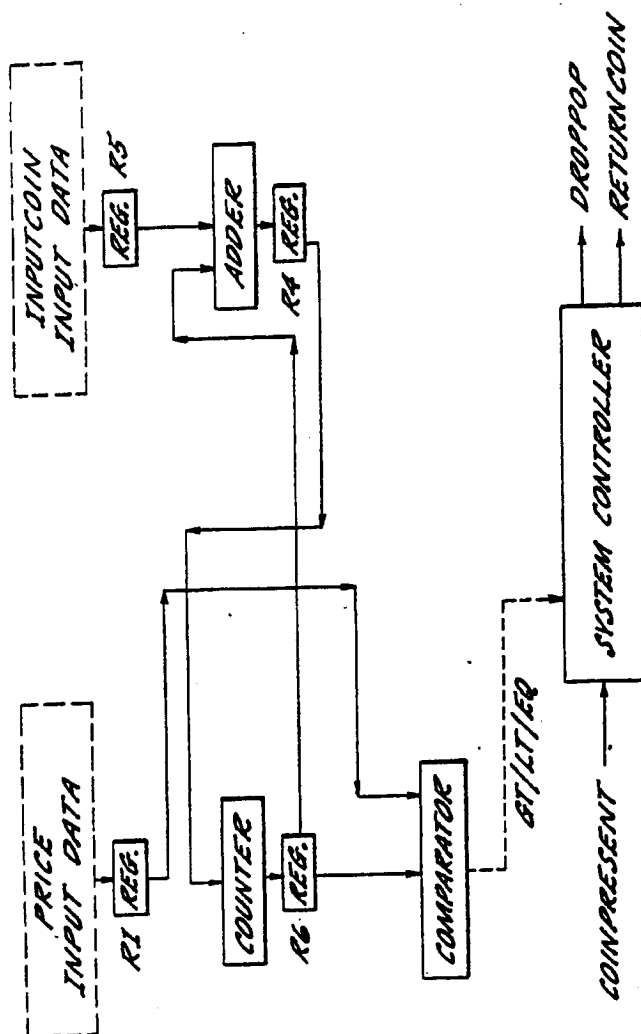 PRICE
INPUT DATA
INPUTCOIN
INPUT DATA
R1
REG.
REG.
R5
COUNTER
ADDER
R6
REG.
R4
REG.
COMPARATOR
GT/LT/EQ
COINPRESENT
SYSTEM CONTROLLER
DROPPOP
RETURNCOIN